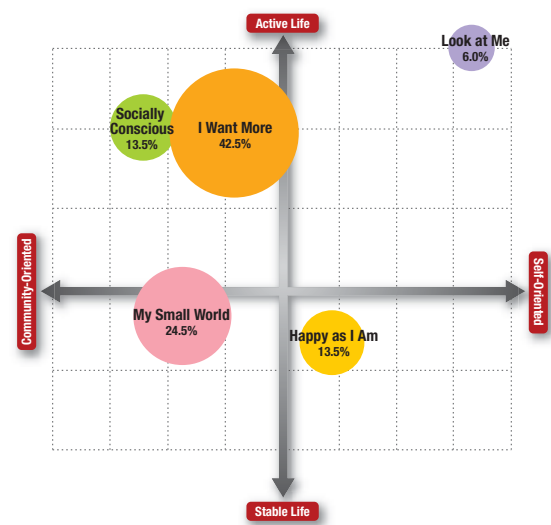 Active Life
Look at Me
6.0%
Socially
Conscious
13.5%
I Want More
42.5%
Community-Oriented
Self-Oriented
My Small World
24.5%
Happy as I Am
13.5%
Stable Life